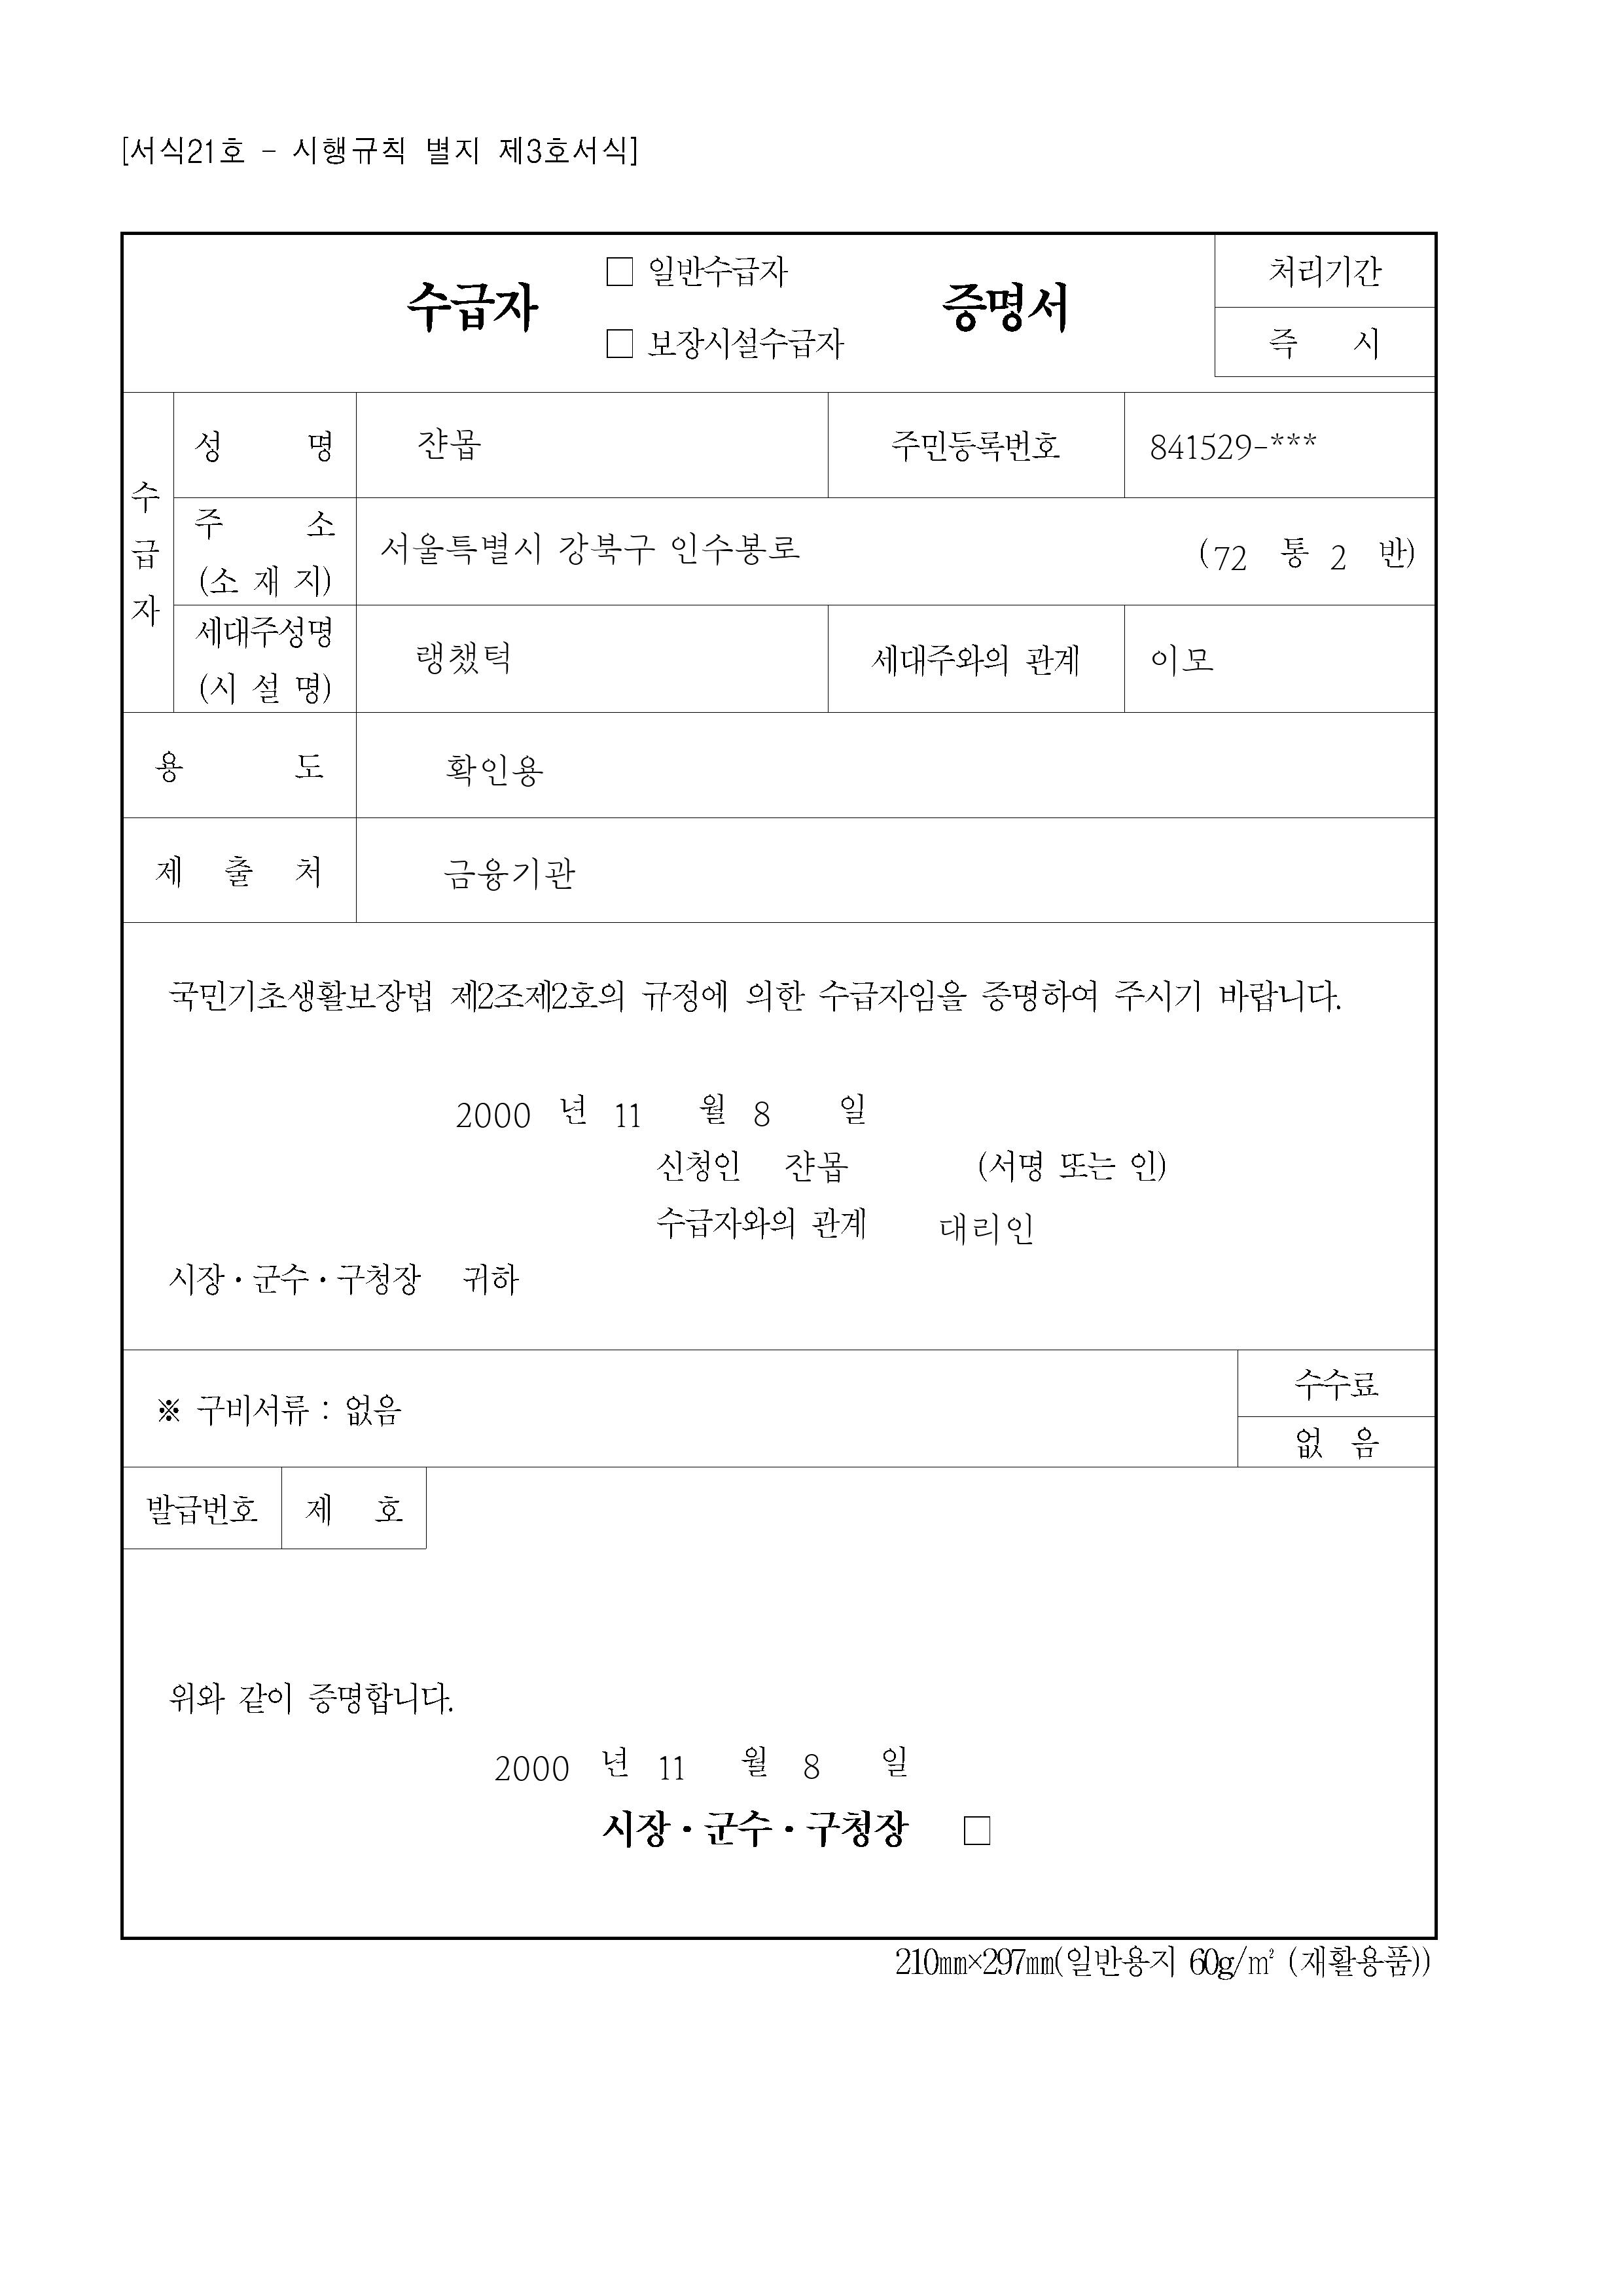 [서식21호 - 시행규칙 별지 제3호서식]
수급자 □ 일반수급자 □ 보장시설수급자 증명서
처리기간
즉 시
수급자
성 명 쟌몹 주민등록번호 841529-***
주 소 (소 재 지) 서울특별시 강북구 인수봉로 (72 통 2 반)
세대주성명 (시 설 명) 랭챘턱 세대주와의 관계 이모
용 도 확인용
제 출 처 금융기관
국민기초생활보장법 제2조제2호의 규정에 의한 수급자임을 증명하여 주시기 바랍니다.
2000 년 11 월 8 일
신청인 쟌몹 (서명 또는 인)
수급자와의 관계 대리인
시장·군수·구청장 귀하
※ 구비서류 : 없음
수수료
없 음
발급번호 제 호
위와 같이 증명합니다.
2000 년 11 월 8 일
시장·군수·구청장 □
210㎜×297㎜(일반용지 60g/㎡ (재활용품))